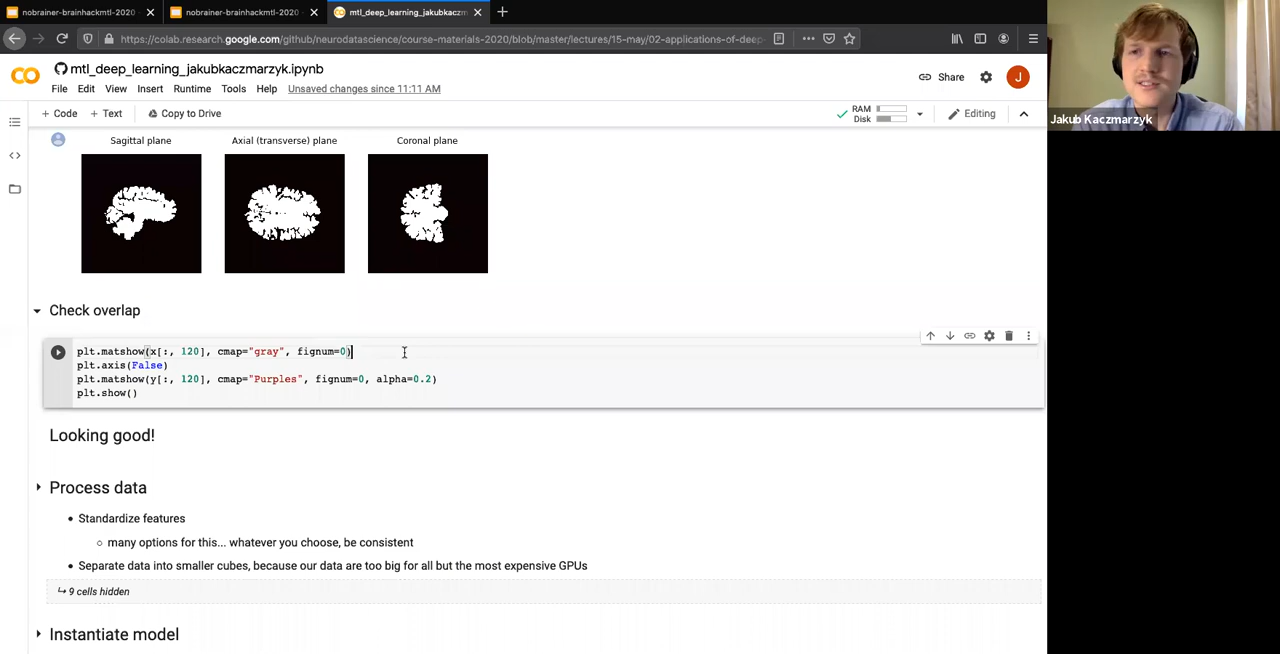 nobrainer-brainhackmtl-2020 -
nobrainer-brainhackmtl-2020 -
mtl_deep_learning_jakubkaczm
https://colab.research.google.com/github/neurodatascience/course-materials-2020/blob/master/lectures/15-may/02-applications-of-deep-
mtl_deep_learning_jakubkaczmarzyk.ipynb
File Edit View Insert Runtime Tools Help Unsaved changes since 11:11 AM
Share
J
+ Code + Text Copy to Drive
RAM
Disk
Editing
Sagittal plane Axial (transverse) plane Coronal plane
Check overlap
plt.matshow(x[:, 120], cmap="gray", fignum=0)
plt.axis(False)
plt.matshow(y[:, 120], cmap="Purples", fignum=0, alpha=0.2)
plt.show()
Looking good!
Process data
• Standardize features
○ many options for this... whatever you choose, be consistent
• Separate data into smaller cubes, because our data are too big for all but the most expensive GPUs
↳ 9 cells hidden
Instantiate model
Jakub Kaczmarzyk